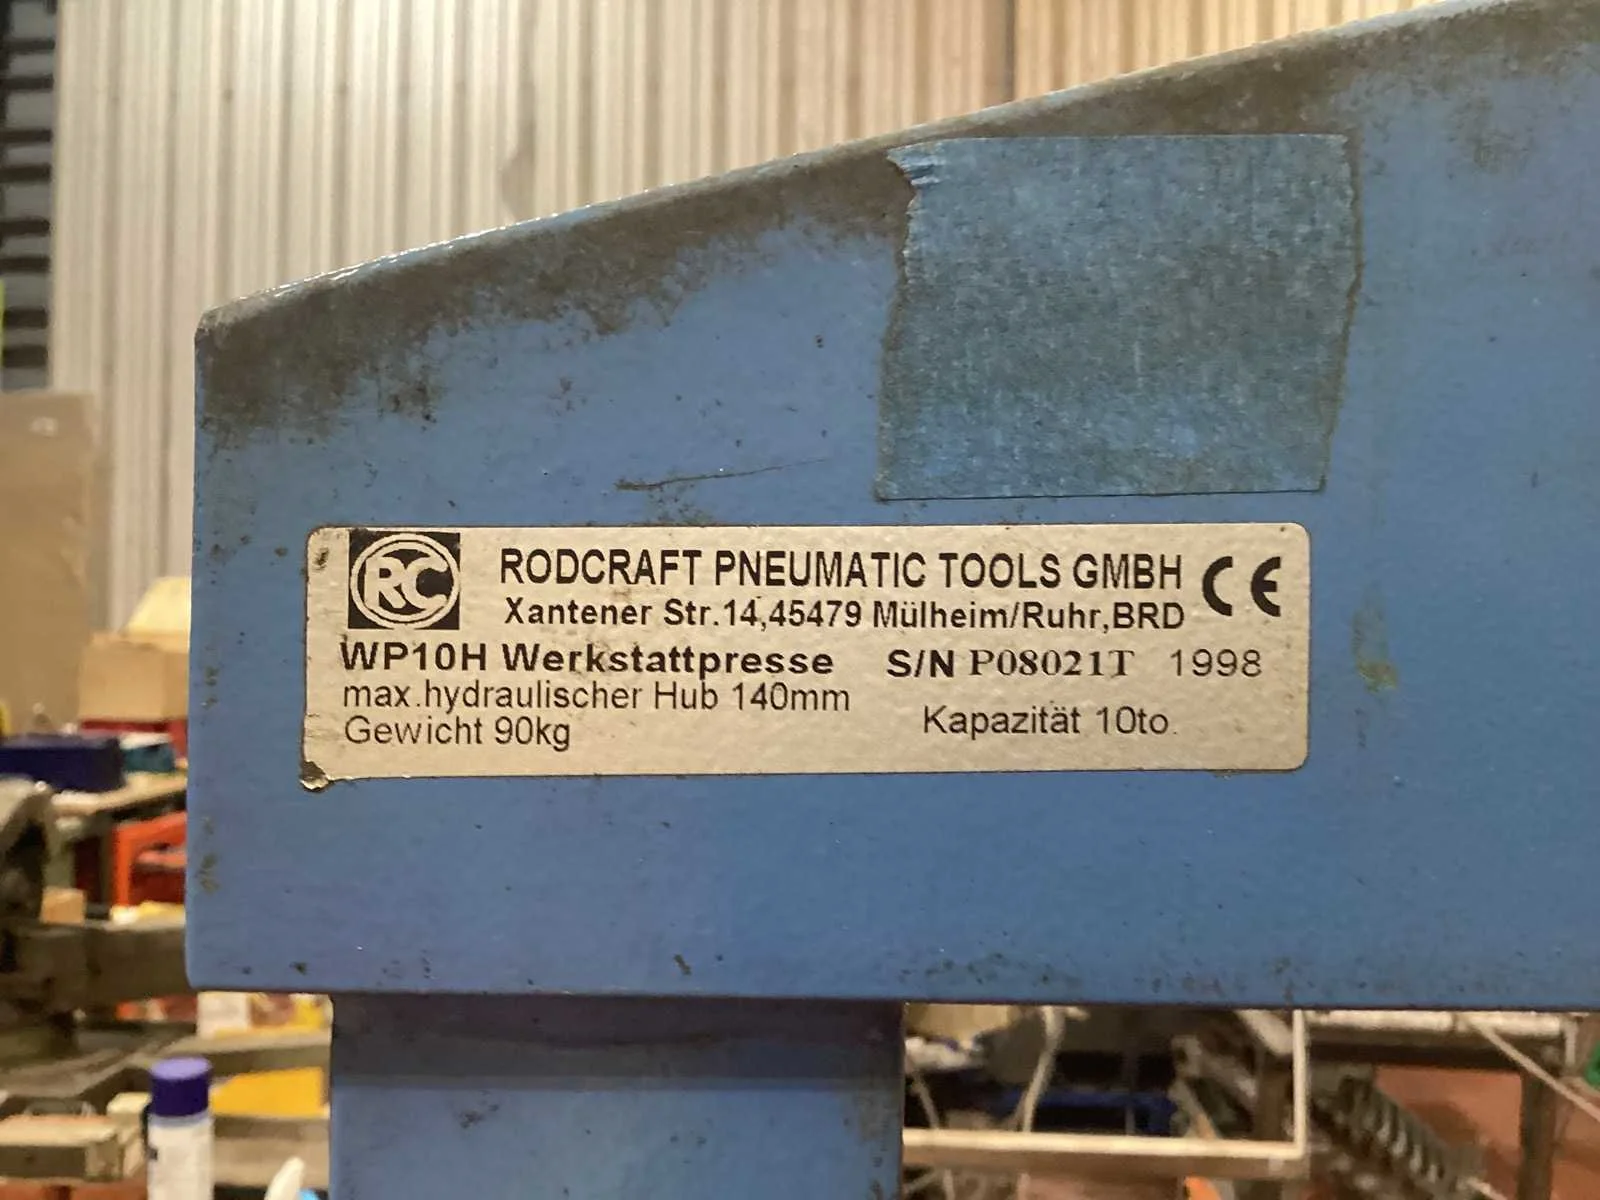 RC
RODCRAFT PNEUMATIC TOOLS GMBH CE
Xantener Str.14,45479 Mülheim/Ruhr,BRD
WP10H Werkstattpresse S/N P08021T 1998
max.hydraulischer Hub 140mm
Gewicht 90kg Kapazität 10to.